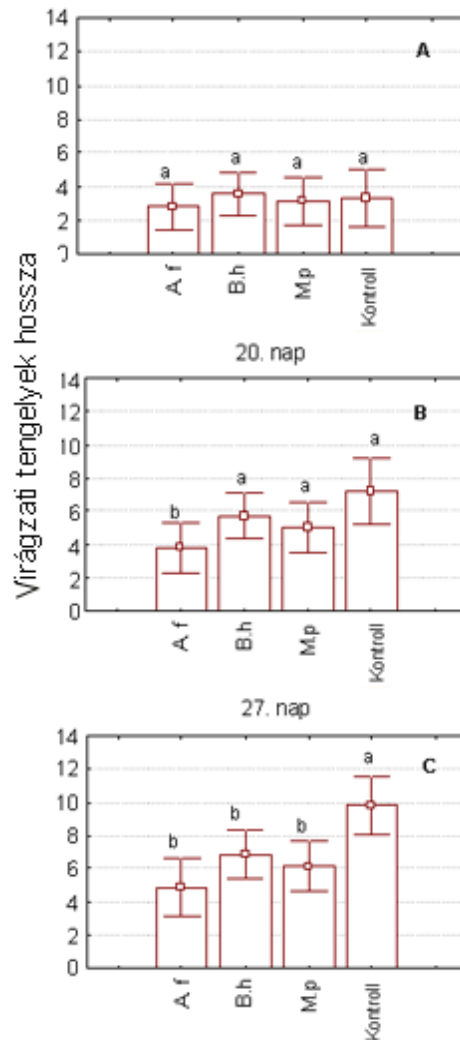 Virágzati tengelyek hossza
14
12
10
8
6
4
2
0
A
a
a
a
a
A.f
B.h
M.p
Kontroll
20. nap
14
12
10
8
6
4
2
0
B
b
a
a
a
A.f
B.h
M.p
Kontroll
27. nap
14
12
10
8
6
4
2
0
C
b
b
b
a
A.f
B.h
M.p
Kontroll